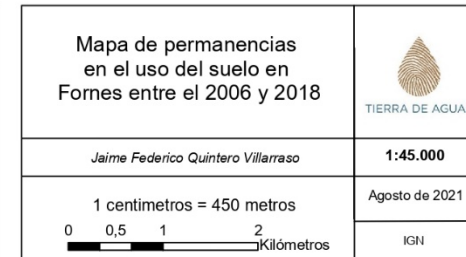 Mapa de permanencias
en el uso del suelo en
Fornes entre el 2006 y 2018
TIERRA DE AGUA
Jaime Federico Quintero Villarraso
1:45.000
1 centimetros = 450 metros
Agosto de 2021
0 0,5 1 2
Kilómetros
IGN